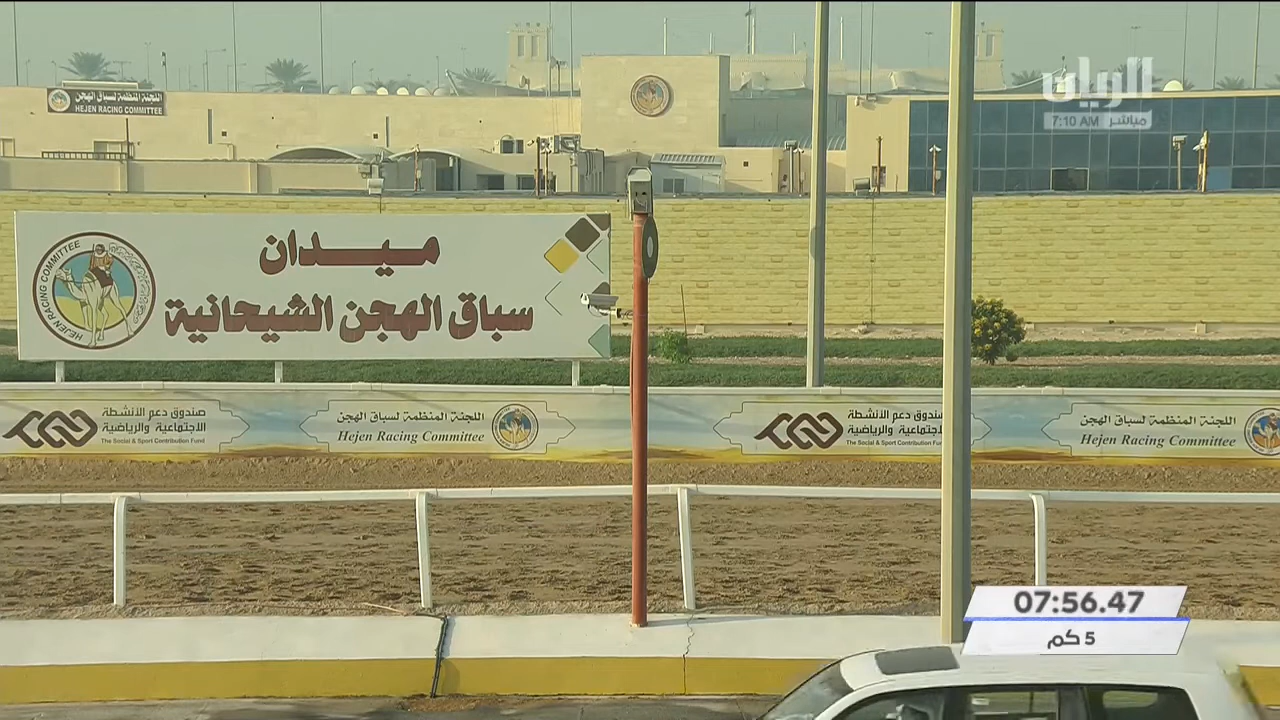 اللجنة المنظمة لسباق الهجن
HEJEN RACING COMMITTEE
الريان
7:10 AM مباشر
ميدان
سباق الهجن الشيحانية
HEJEN RACING COMMITTEE
صندوق دعم الأنشطة
الاجتماعية والرياضية
The Social & Sport Contribution Fund
اللجنة المنظمة لسباق الهجن
Hejen Racing Committee
صندوق دعم الأنشطة
الاجتماعية والرياضية
The Social & Sport Contribution Fund
اللجنة المنظمة لسباق الهجن
Hejen Racing Committee
07:56.47
5 كم